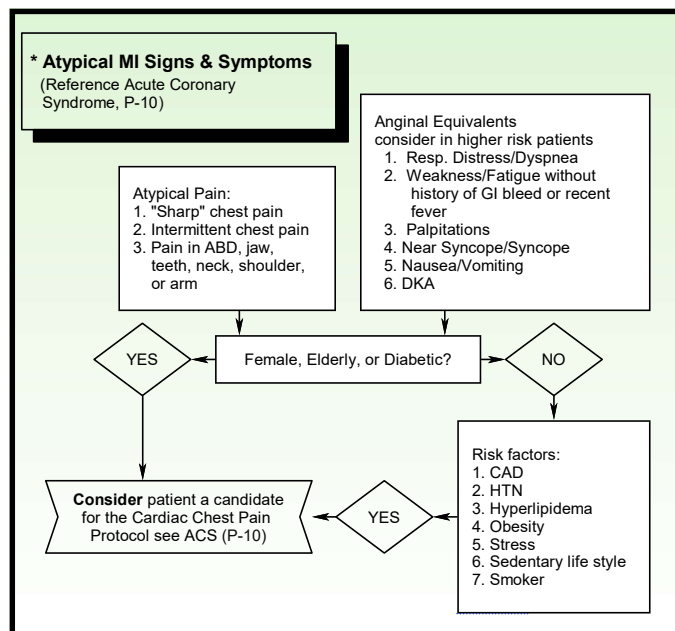 * Atypical MI Signs & Symptoms
(Reference Acute Coronary
Syndrome, P-10)
Anginal Equivalents
consider in higher risk patients
1. Resp. Distress/Dyspnea
2. Weakness/Fatigue without
history of GI bleed or recent
fever
3. Palpitations
4. Near Syncope/Syncope
5. Nausea/Vomiting
6. DKA
Atypical Pain:
1. "Sharp" chest pain
2. Intermittent chest pain
3. Pain in ABD, jaw,
teeth, neck, shoulder,
or arm
YES
Female, Elderly, or Diabetic?
NO
Risk factors:
1. CAD
2. HTN
3. Hyperlipidema
4. Obesity
5. Stress
6. Sedentary life style
7. Smoker
YES
Consider patient a candidate
for the Cardiac Chest Pain
Protocol see ACS (P-10)